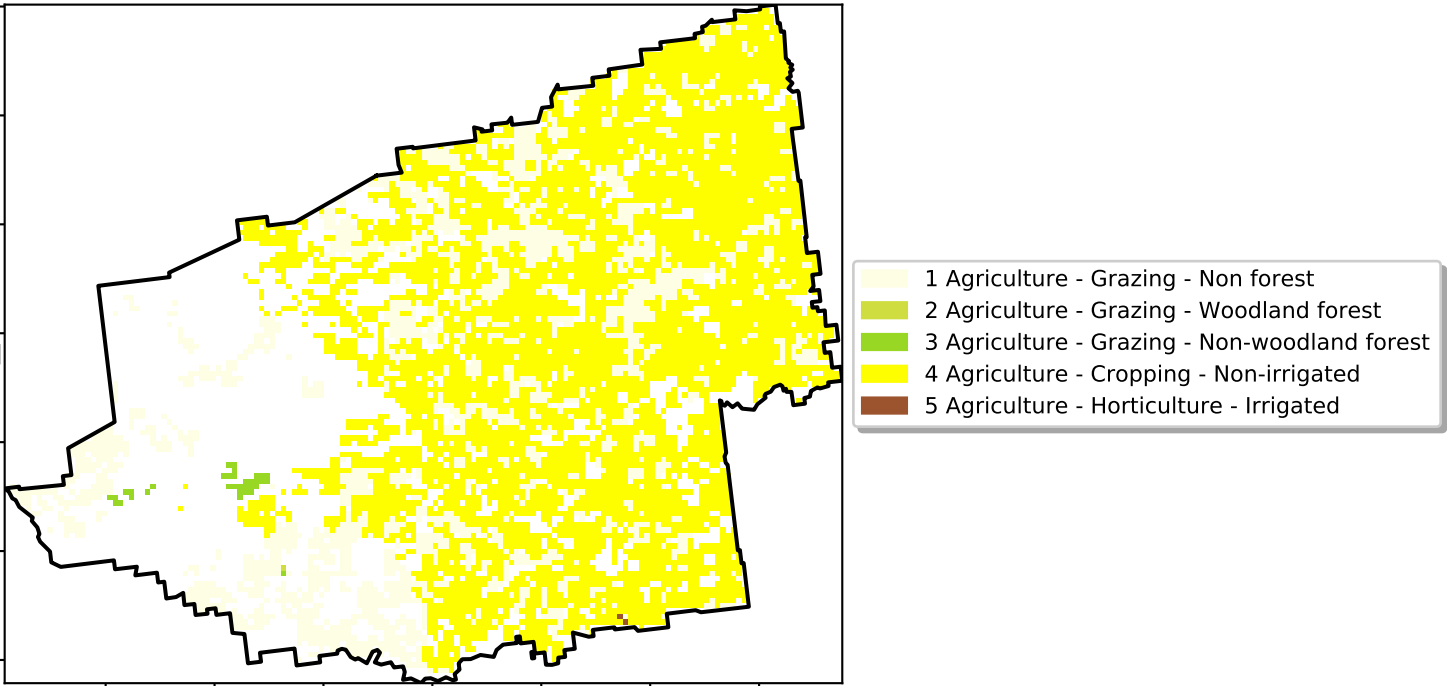 1 Agriculture - Grazing - Non forest
2 Agriculture - Grazing - Woodland forest
3 Agriculture - Grazing - Non-woodland forest
4 Agriculture - Cropping - Non-irrigated
5 Agriculture - Horticulture - Irrigated